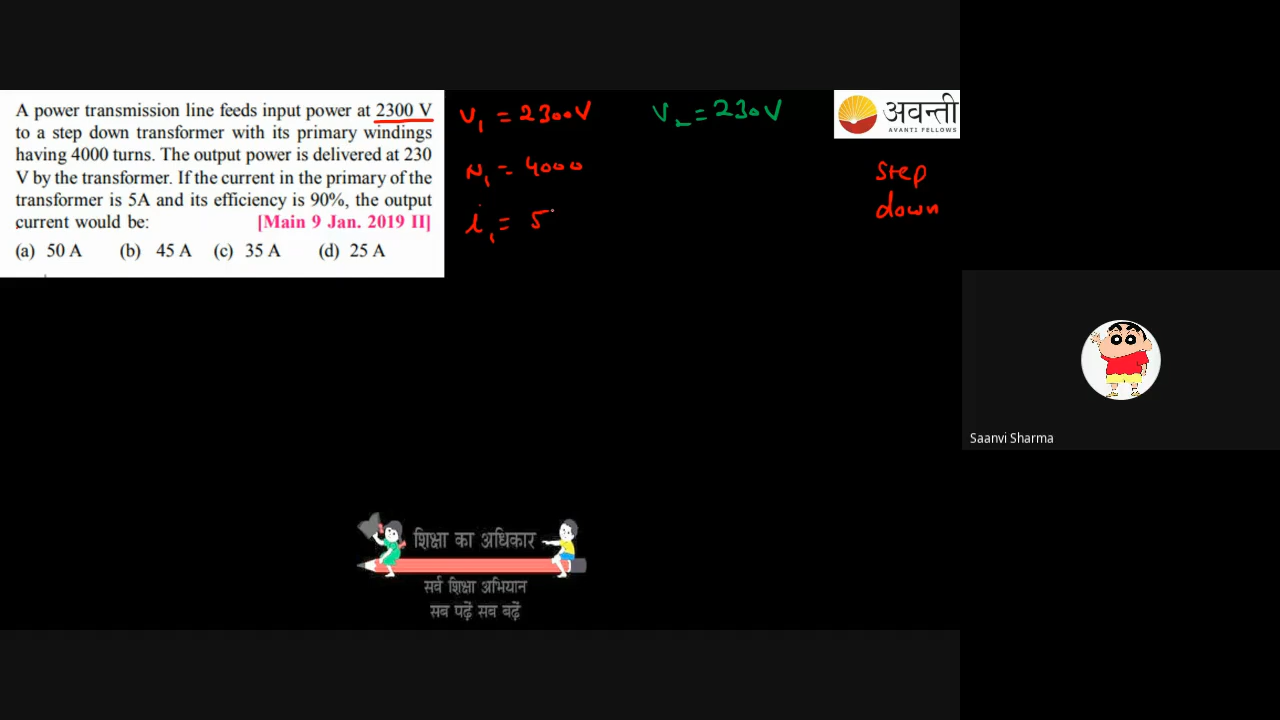 A power transmission line feeds input power at 2300 V
to a step down transformer with its primary windings
having 4000 turns. The output power is delivered at 230
V by the transformer. If the current in the primary of the
transformer is 5A and its efficiency is 90%, the output
current would be: [Main 9 Jan. 2019 II]
(a) 50 A (b) 45 A (c) 35 A (d) 25 A
V₁ = 2300V
N₁ = 4000
i₁ = 5
V₂ = 230V
अवन्ती
AVANTI FELLOWS
Step
down
Saanvi Sharma
शिक्षा का अधिकार
सर्व शिक्षा अभियान
सब पढ़ें सब बढ़ें